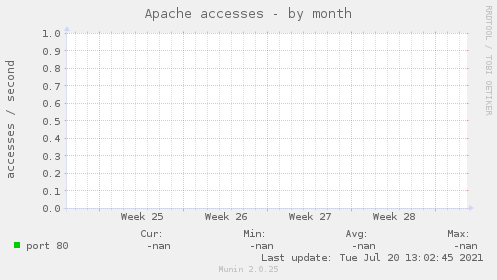 Apache accesses - by month
RRDTOOL / TOBI OETIKER
accesses / second
1.0
0.9
0.8
0.7
0.6
0.5
0.4
0.3
0.2
0.1
0.0
Week 25 Week 26 Week 27 Week 28
Cur: Min: Avg: Max:
port 80 -nan -nan -nan -nan
Last update: Tue Jul 20 13:02:45 2021
Munin 2.0.25